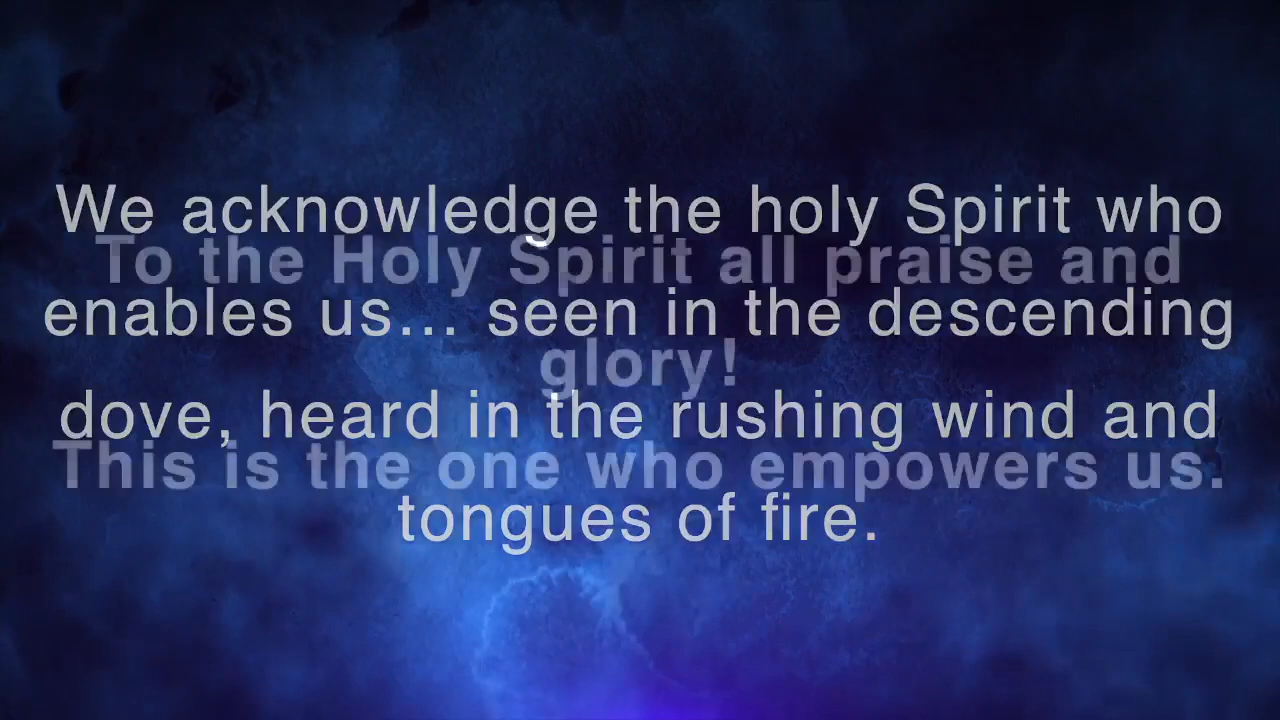 We acknowledge the holy Spirit who
enables us... seen in the descending
dove, heard in the rushing wind and
tongues of fire.
To the Holy Spirit all praise and
glory!
This is the one who empowers us.